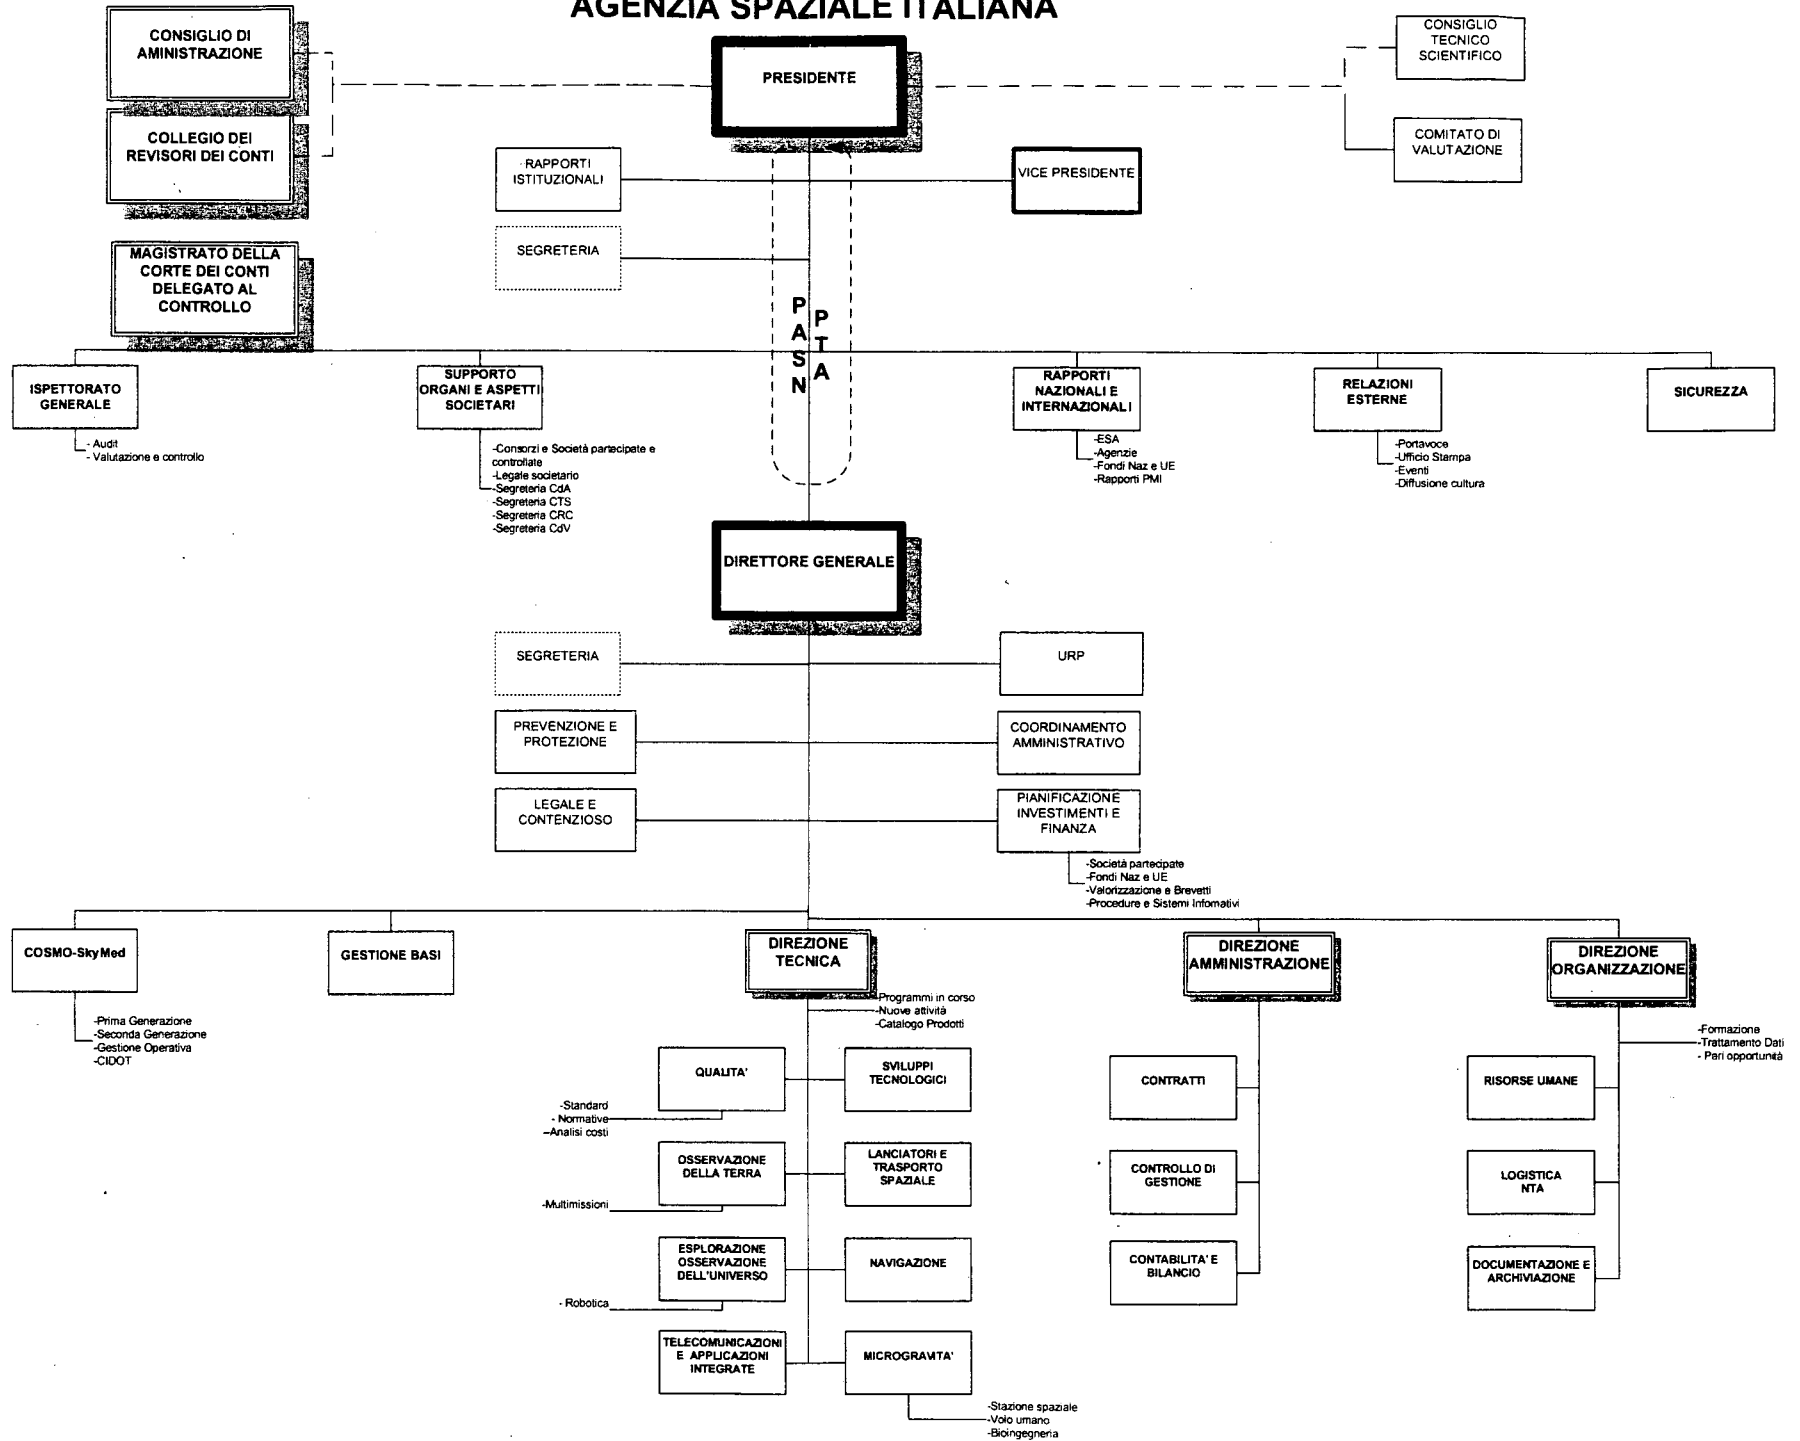 AGENZIA SPAZIALE ITALIANA
CONSIGLIO DI
AMINISTRAZIONE
PRESIDENTE
CONSIGLIO
TECNICO
SCIENTIFICO
COLLEGIO DEI
REVISORI DEI CONTI
COMITATO DI
VALUTAZIONE
RAPPORTI
ISTITUZIONALI
VICE PRESIDENTE
SEGRETERIA
MAGISTRATO DELLA
CORTE DEI CONTI
DELEGATO AL
CONTROLLO
PASN
PTA
ISPETTORATO
GENERALE
- Audit
- Valutazione e controllo
SUPPORTO
ORGANI E ASPETTI
SOCIETARI
-Consorzi e Società partecipate e
controllate
-Legale societario
-Segreteria CdA
-Segreteria CTS
-Segreteria CRC
-Segreteria CdV
RAPPORTI
NAZIONALI E
INTERNAZIONALI
-ESA
-Agenzie
-Fondi Naz e UE
-Rapporti PMI
RELAZIONI
ESTERNE
-Portavoce
-Ufficio Stampa
-Eventi
-Diffusione cultura
SICUREZZA
DIRETTORE GENERALE
SEGRETERIA
URP
PREVENZIONE E
PROTEZIONE
COORDINAMENTO
AMMINISTRATIVO
LEGALE E
CONTENZIOSO
PIANIFICAZIONE
INVESTIMENTI E
FINANZA
-Società partecipate
-Fondi Naz e UE
-Valorizzazione e Brevetti
-Procedure e Sistemi Infomativi
COSMO-SkyMed
-Prima Generazione
-Seconda Generazione
-Gestione Operativa
-CIDOT
GESTIONE BASI
DIREZIONE
TECNICA
-Programmi in corso
-Nuove attività
-Catalogo Prodotti
QUALITA'
-Standard
- Normative
-Analisi costi
SVILUPPI
TECNOLOGICI
OSSERVAZIONE
DELLA TERRA
-Multimissioni
LANCIATORI E
TRASPORTO
SPAZIALE
ESPLORAZIONE
OSSERVAZIONE
DELL'UNIVERSO
- Robotica
NAVIGAZIONE
TELECOMUNICAZIONI
E APPLICAZIONI
INTEGRATE
MICROGRAVITA'
-Stazione spaziale
-Volo umano
-Bioingegneria
DIREZIONE
AMMINISTRAZIONE
CONTRATTI
CONTROLLO DI
GESTIONE
CONTABILITA' E
BILANCIO
DIREZIONE
ORGANIZZAZIONE
-Formazione
-Trattamento Dati
- Pari opportunità
RISORSE UMANE
LOGISTICA
NTA
DOCUMENTAZIONE E
ARCHIVIAZIONE